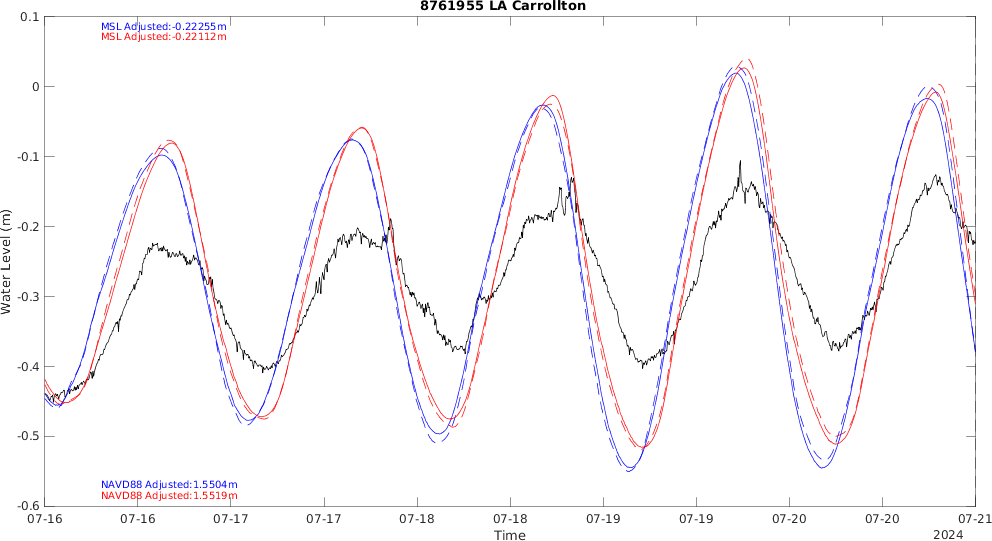 8761955 LA Carrollton
MSL Adjusted:-0.22255m
MSL Adjusted:-0.22112m
0.1
0
-0.1
-0.2
-0.3
-0.4
-0.5
-0.6
Water Level (m)
NAVD88 Adjusted:1.5504m
NAVD88 Adjusted:1.5519m
07-16 07-16 07-17 07-17 07-18 07-18 07-19 07-19 07-20 07-20 07-21
Time
2024